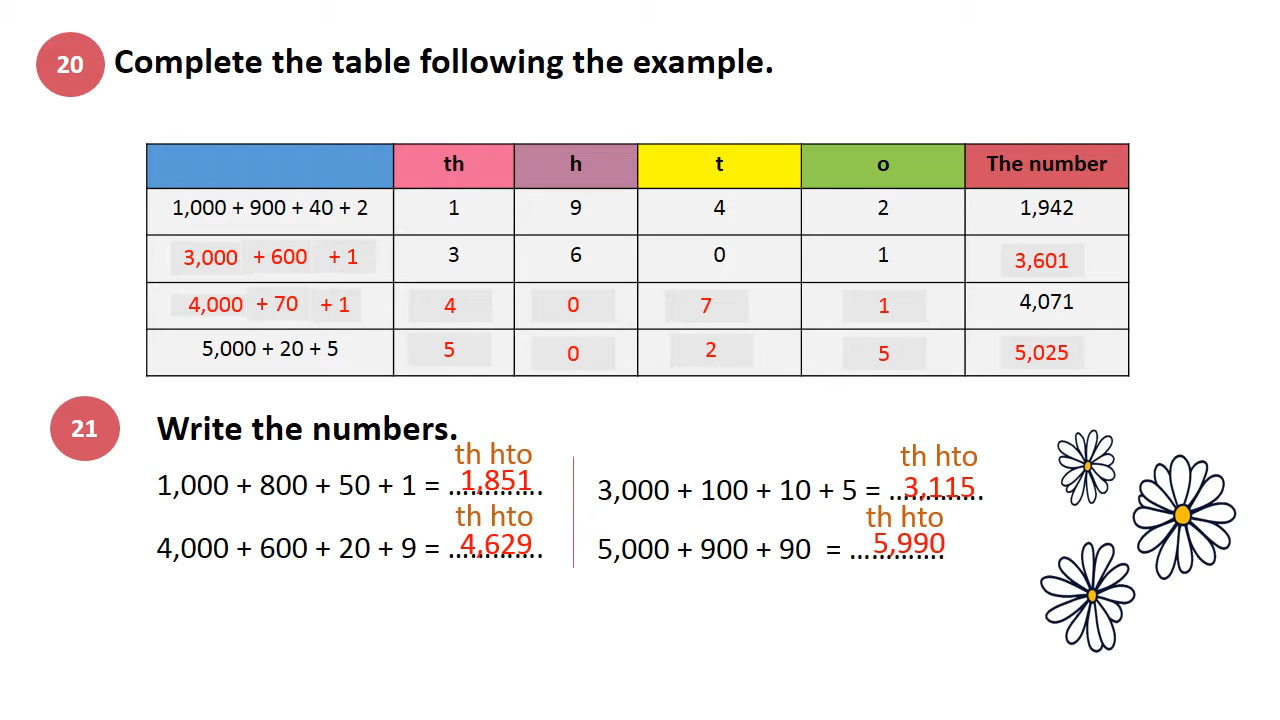 20 Complete the table following the example.
th h t o The number
1,000 + 900 + 40 + 2 1 9 4 2 1,942
3,000 + 600 + 1 3 6 0 1 3,601
4,000 + 70 + 1 4 0 7 1 4,071
5,000 + 20 + 5 5 0 2 5 5,025
21 Write the numbers.
th hto
1,000 + 800 + 50 + 1 = 1,851
th hto
4,000 + 600 + 20 + 9 = 4,629
th hto
3,000 + 100 + 10 + 5 = 3,115
th hto
5,000 + 900 + 90 = 5,990